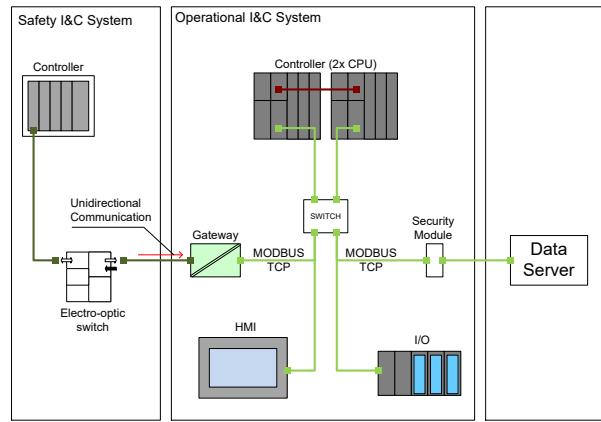 Safety I&C System
Operational I&C System
Controller
Controller (2x CPU)
Unidirectional
Communication
Gateway
SWITCH
MODBUS
TCP
MODBUS
TCP
Security
Module
Data
Server
Electro-optic
switch
HMI
I/O